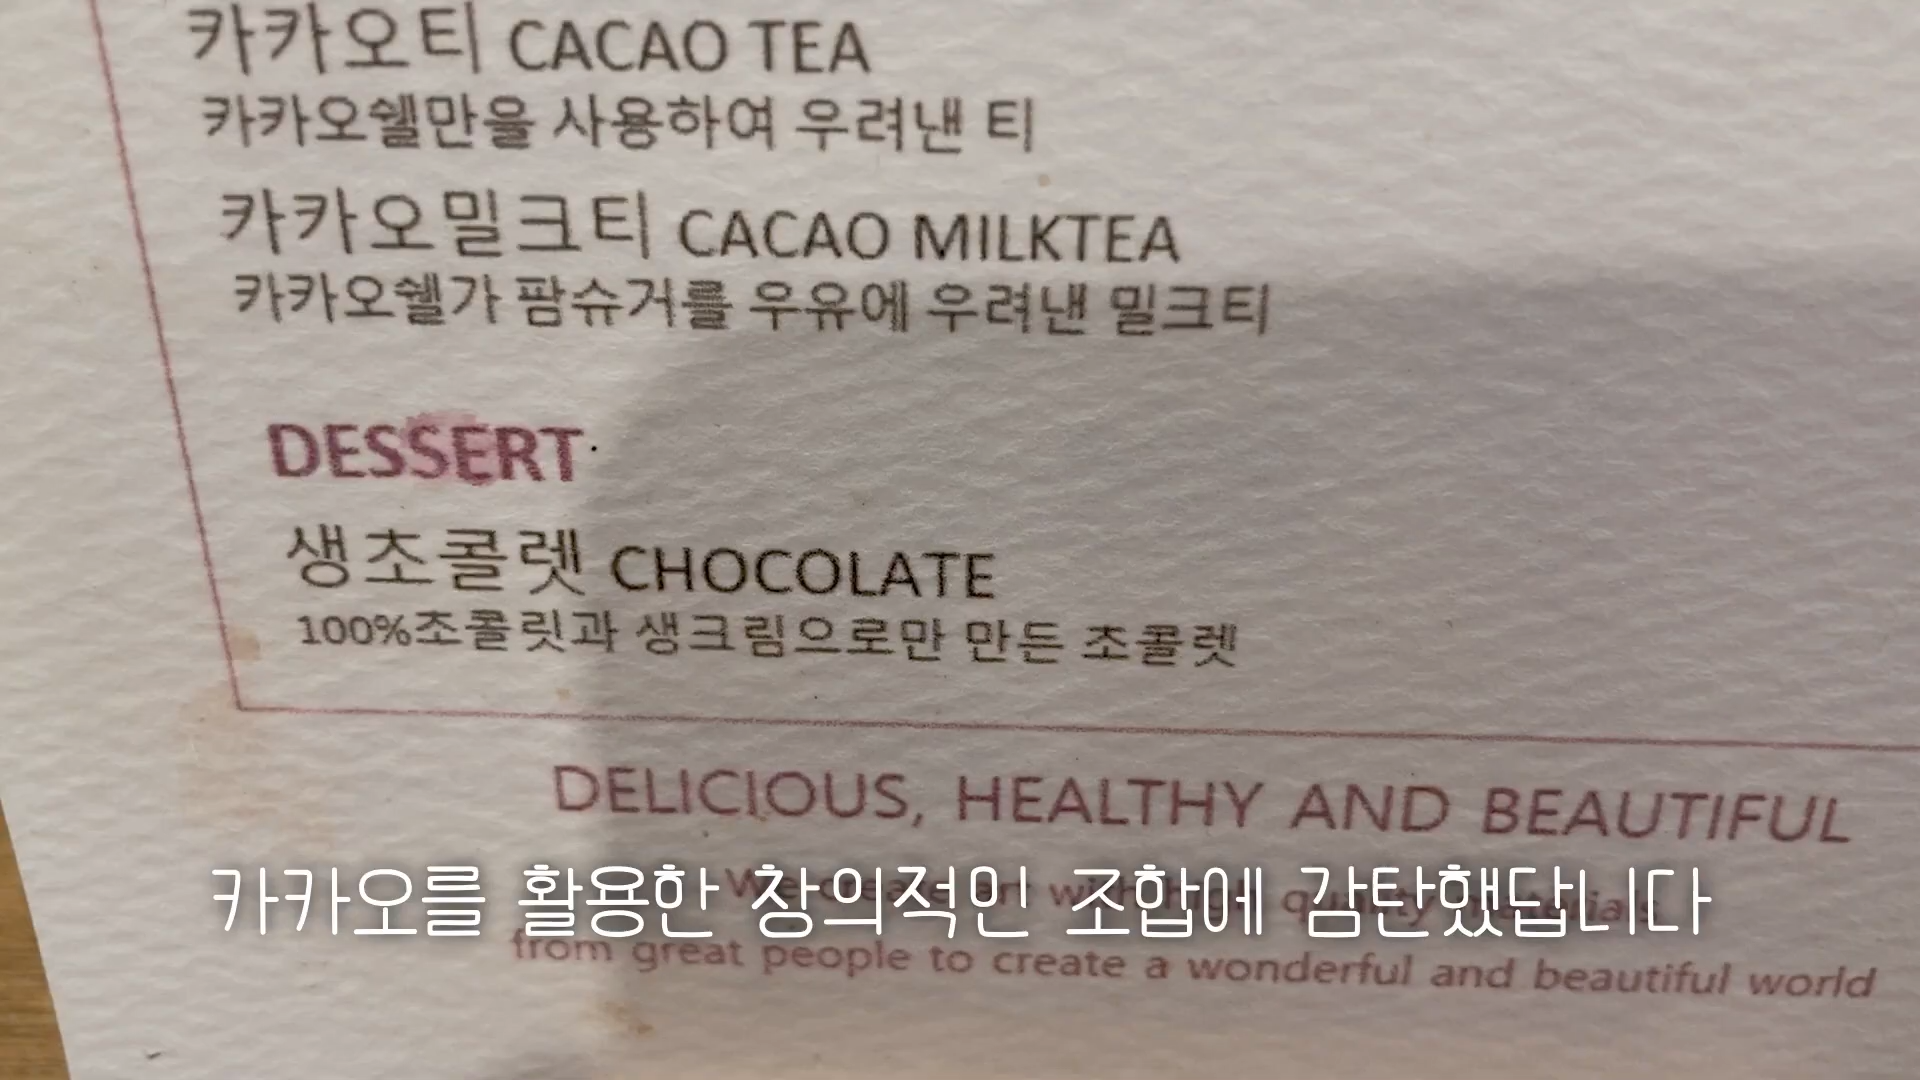 카카오티 CACAO TEA
카카오쉘만을 사용하여 우려낸 티
카카오밀크티 CACAO MILKTEA
카카오쉘가 팜슈거를 우유에 우려낸 밀크티
DESSERT
생초콜렛 CHOCOLATE
100%초콜릿과 생크림으로만 만든 초콜렛
DELICIOUS, HEALTHY AND BEAUTIFUL
카카오를 활용한 창의적인 조합에 감탄했답니다
from great people to create a wonderful and beautiful world